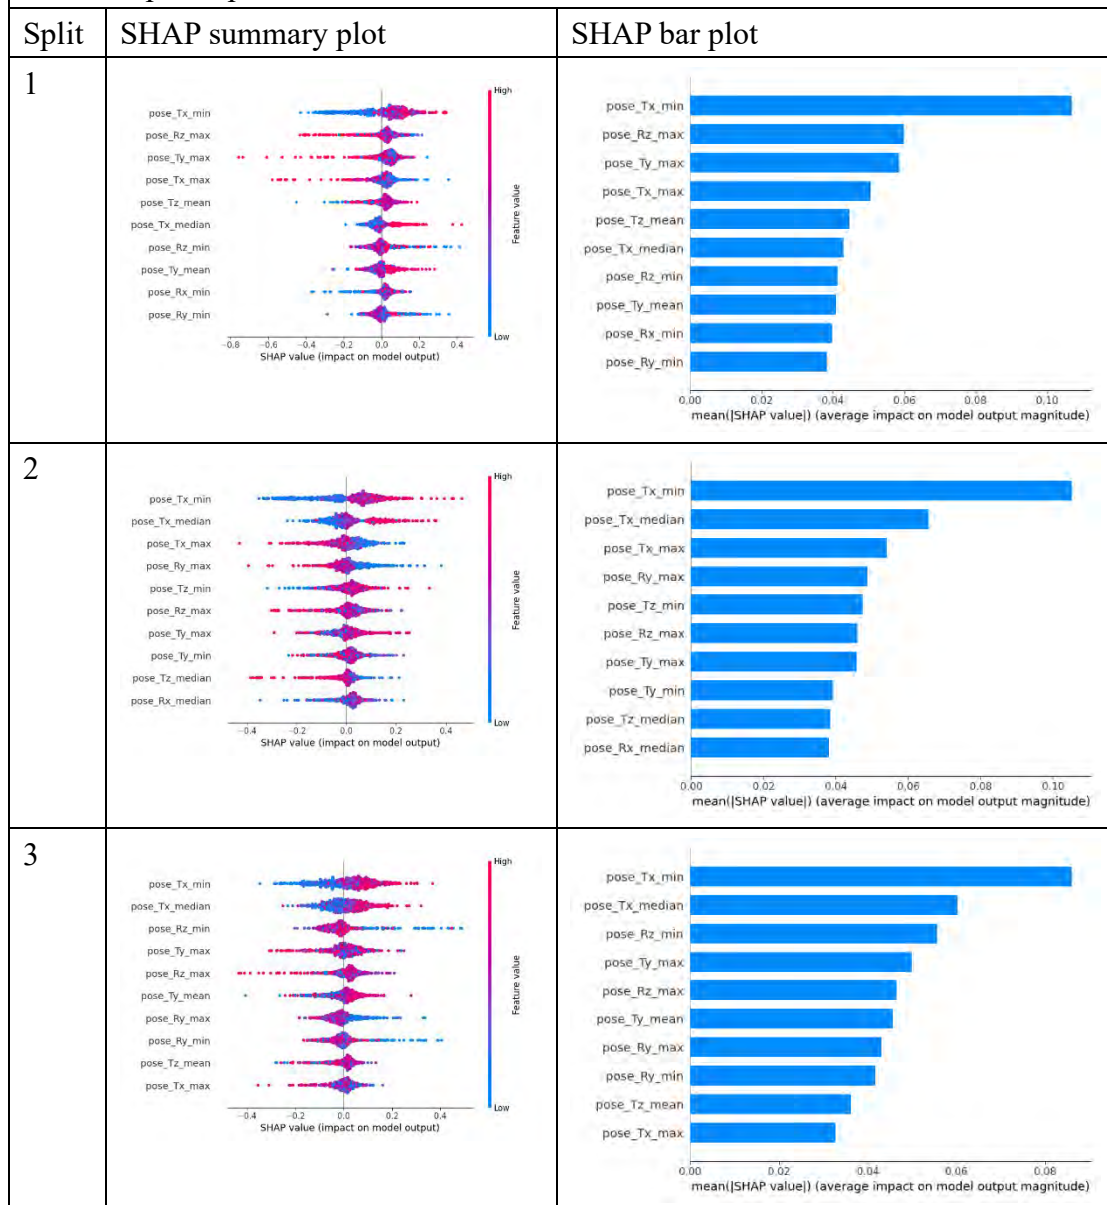 Split SHAP summary plot SHAP bar plot
1
High
pose_Tx_min
pose_Rz_max
pose_Ty_max
pose_Tx_max
pose_Tz_mean
pose_Tx_median
pose_Rz_min
pose_Ty_mean
pose_Rx_min
pose_Ry_min
Feature value
Low
−0.8 −0.6 −0.4 −0.2 0.0 0.2 0.4
SHAP value (impact on model output)
pose_Tx_min
pose_Rz_max
pose_Ty_max
pose_Tx_max
pose_Tz_mean
pose_Tx_median
pose_Rz_min
pose_Ty_mean
pose_Rx_min
pose_Ry_min
0.00 0.02 0.04 0.06 0.08 0.10
mean(|SHAP value|) (average impact on model output magnitude)
2
High
pose_Tx_min
pose_Tx_median
pose_Tx_max
pose_Ry_max
pose_Tz_min
pose_Rz_max
pose_Ty_max
pose_Ty_min
pose_Tz_median
pose_Rx_median
Feature value
Low
−0.4 −0.2 0.0 0.2 0.4
SHAP value (impact on model output)
pose_Tx_min
pose_Tx_median
pose_Tx_max
pose_Ry_max
pose_Tz_min
pose_Rz_max
pose_Ty_max
pose_Ty_min
pose_Tz_median
pose_Rx_median
0.00 0.02 0.04 0.06 0.08 0.10
mean(|SHAP value|) (average impact on model output magnitude)
3
High
pose_Tx_min
pose_Tx_median
pose_Rz_min
pose_Ty_max
pose_Rz_max
pose_Ty_mean
pose_Ry_max
pose_Ry_min
pose_Tz_mean
pose_Tx_max
Feature value
Low
−0.4 −0.2 0.0 0.2 0.4
SHAP value (impact on model output)
pose_Tx_min
pose_Tx_median
pose_Rz_min
pose_Ty_max
pose_Rz_max
pose_Ty_mean
pose_Ry_max
pose_Ry_min
pose_Tz_mean
pose_Tx_max
0.00 0.02 0.04 0.06 0.08
mean(|SHAP value|) (average impact on model output magnitude)